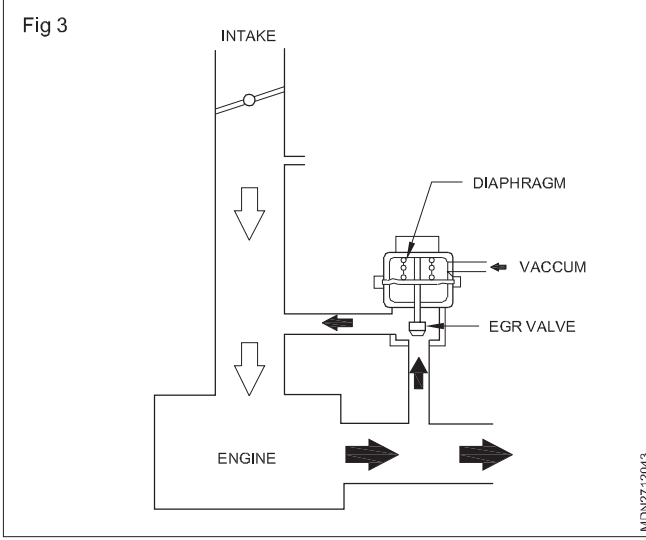 Fig 3
INTAKE
DIAPHRAGM
VACCUM
EGR VALVE
ENGINE
MDN2712043